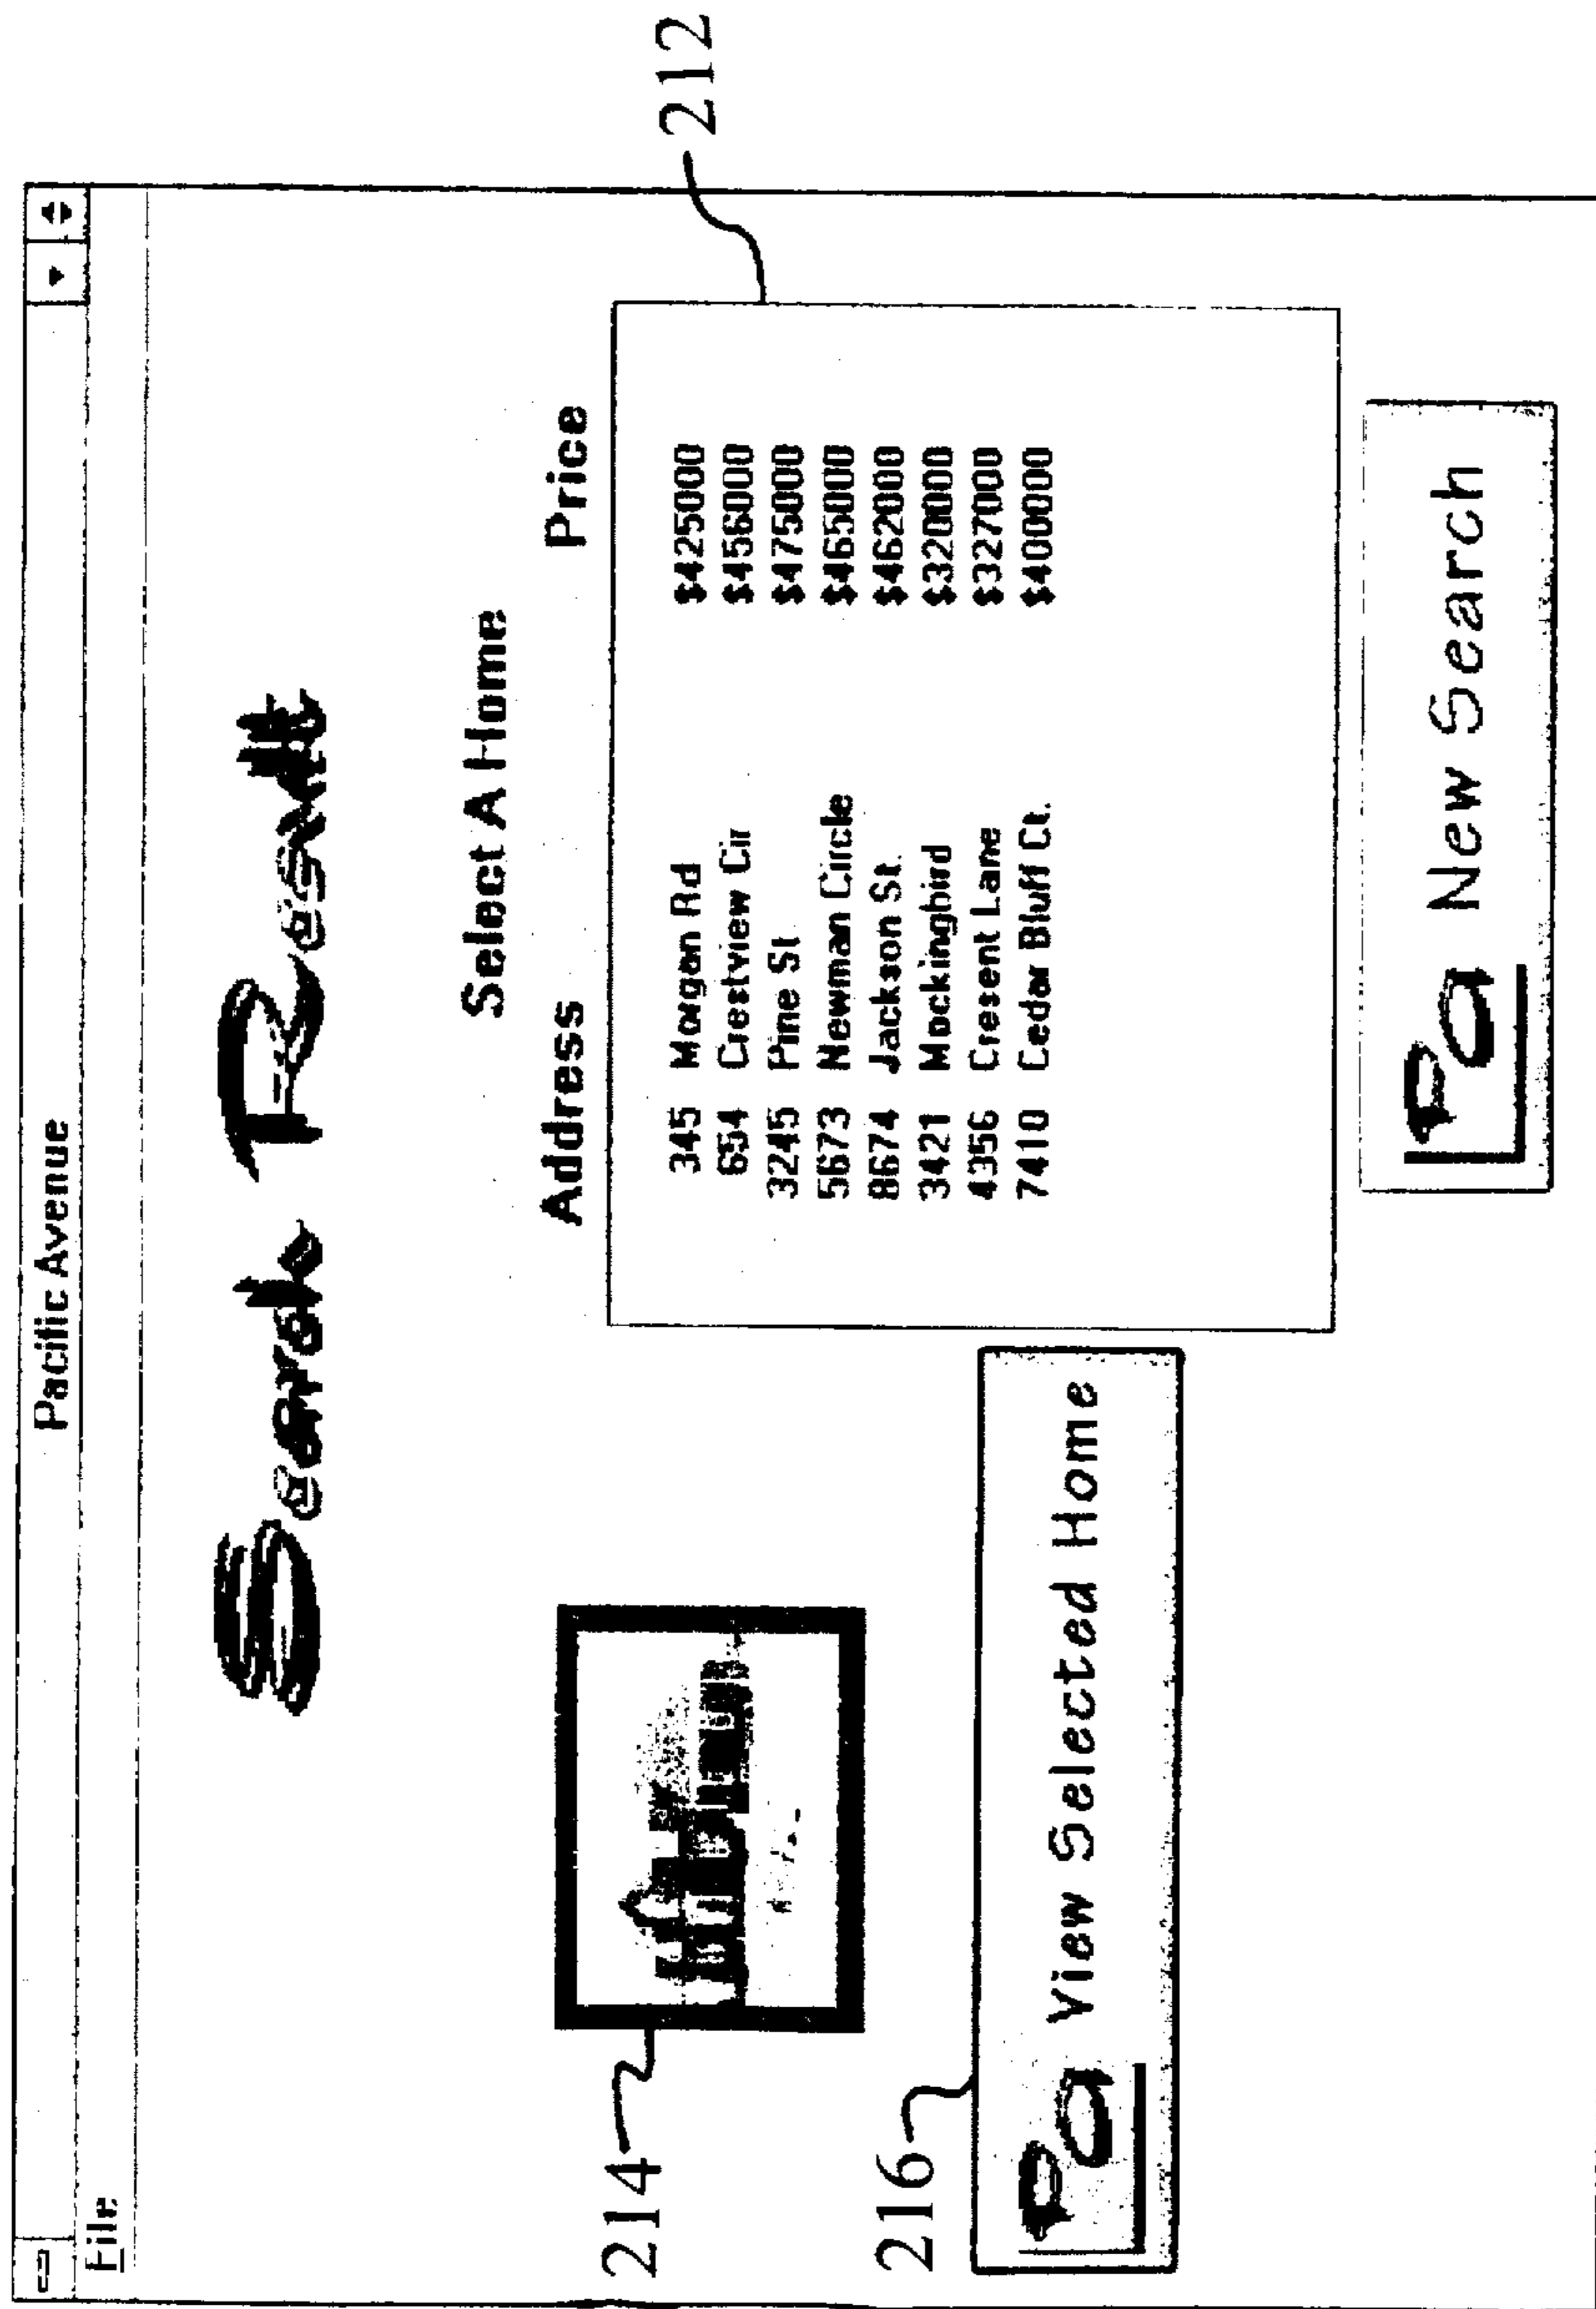 Pacific Avenue
File
Search Result
Select A Home
Address Price
345 Morgan Rd $425000
654 Crestview Cir $456000
3245 Pine St $475000
5673 Newman Circle $465000
8674 Jackson St. $462000
3421 Mockingbird $320000
4356 Cresent Lane $327000
7410 Cedar Bluff Ct. $400000
212
214
216
Pa View Selected Home
Pa New Search